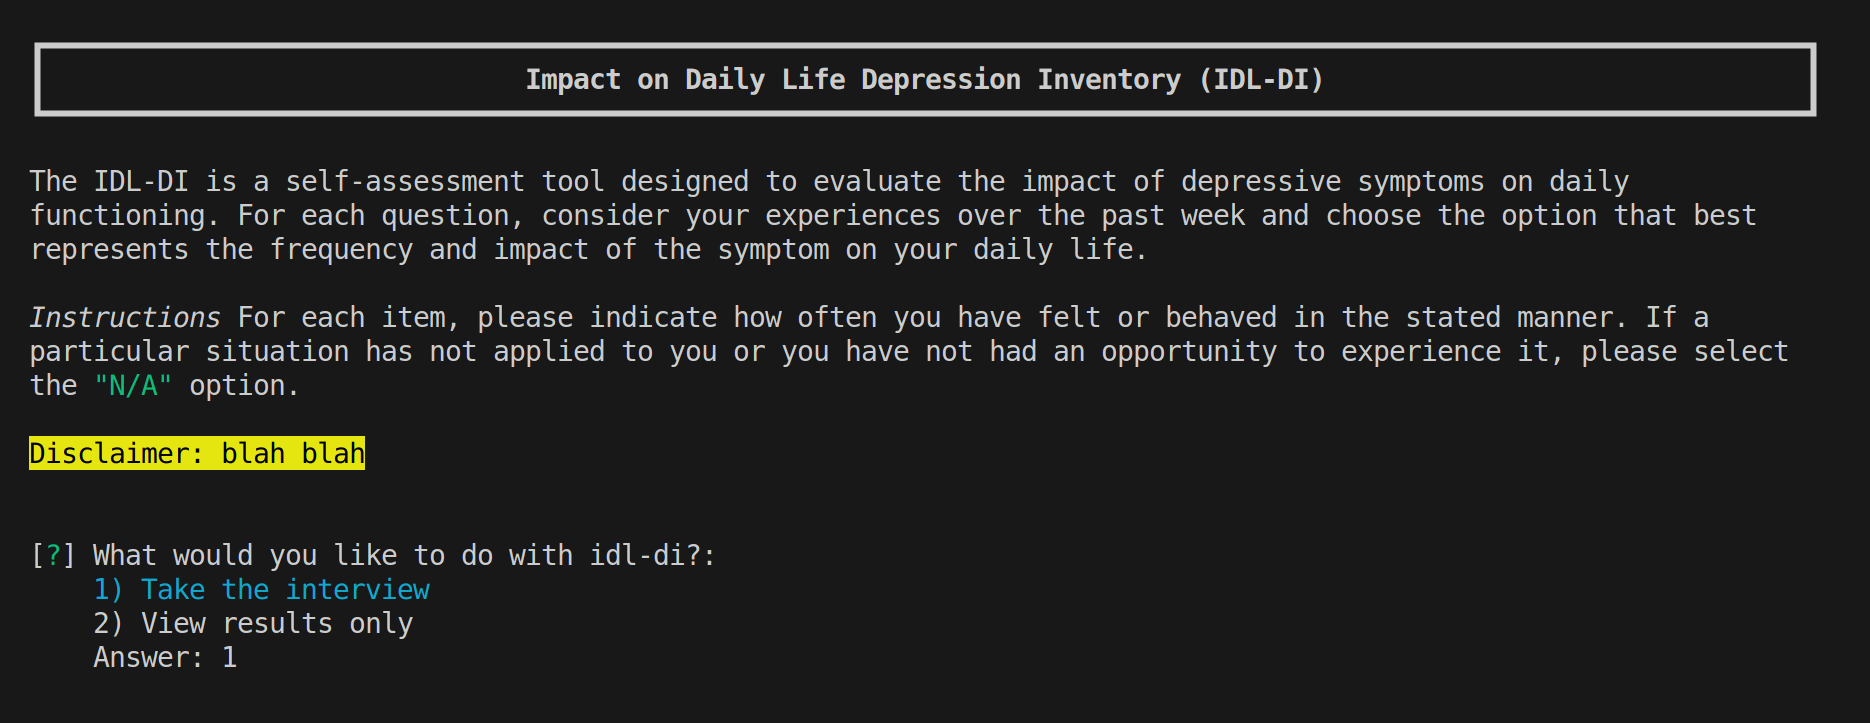 Impact on Daily Life Depression Inventory (IDL-DI)
The IDL-DI is a self-assessment tool designed to evaluate the impact of depressive symptoms on daily
functioning. For each question, consider your experiences over the past week and choose the option that best
represents the frequency and impact of the symptom on your daily life.
Instructions For each item, please indicate how often you have felt or behaved in the stated manner. If a
particular situation has not applied to you or you have not had an opportunity to experience it, please select
the "N/A" option.
Disclaimer: blah blah
[?] What would you like to do with idl-di?:
1) Take the interview
2) View results only
Answer: 1